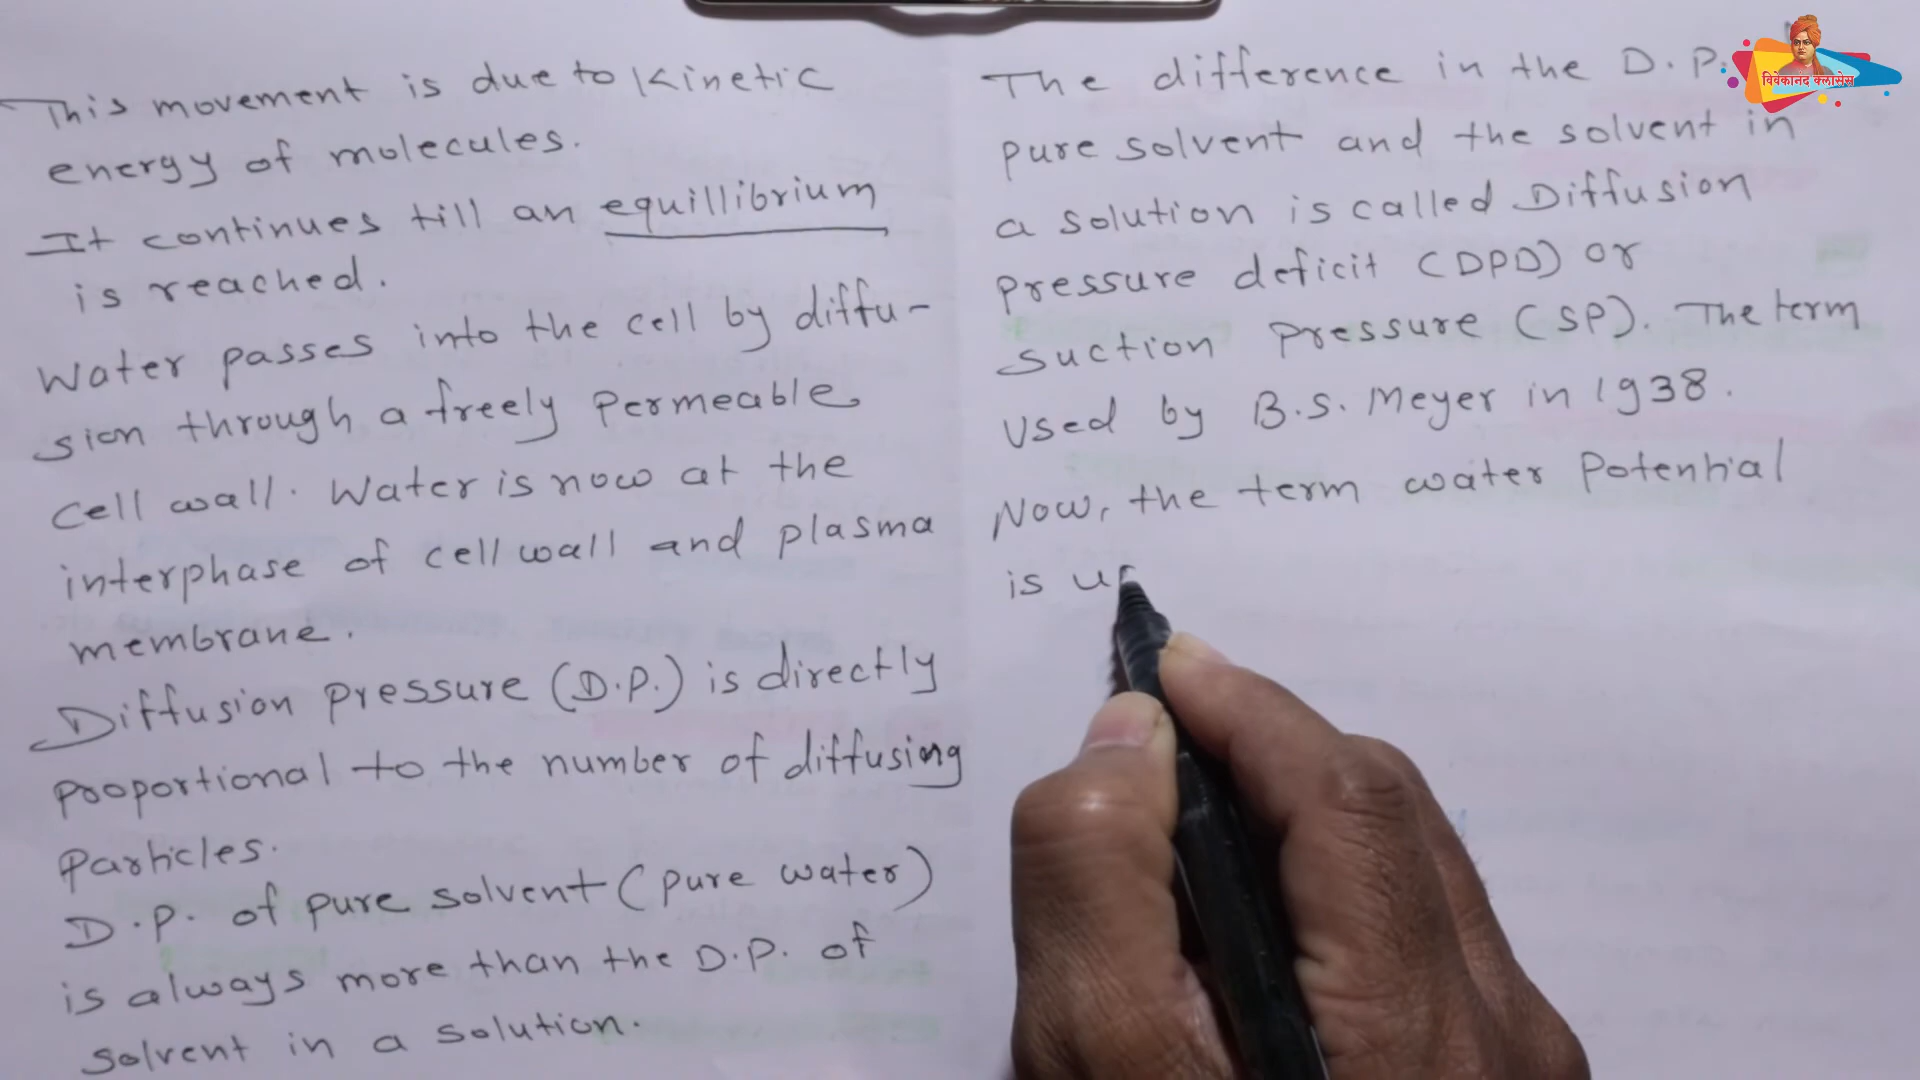 This movement is due to Kinetic
energy of molecules.
It continues till an equillibrium
is reached.
Water passes into the cell by diffu-
sion through a freely permeable
cell wall. Water is now at the
interphase of cell wall and plasma
membrane.
Diffusion pressure (D.P.) is directly
proportional to the number of diffusing
particles.
D.P. of pure solvent (pure water)
is always more than the D.P. of
solvent in a solution.
The difference in the D.P.
pure solvent and the solvent in
a solution is called Diffusion
pressure deficit (DPD) or
suction pressure (SP). The term
used by B.S. Meyer in 1938.
Now, the term water potential
is us
विवेकानंद क्लासेस